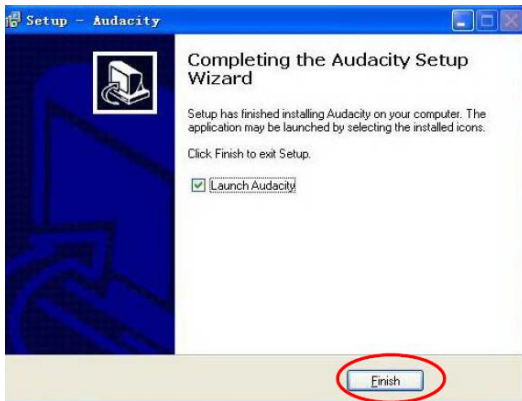 Setup - Audacity
Completing the Audacity Setup
Wizard
Setup has finished installing Audacity on your computer. The
application may be launched by selecting the installed icons.
Click Finish to exit Setup.
Launch Audacity
Finish